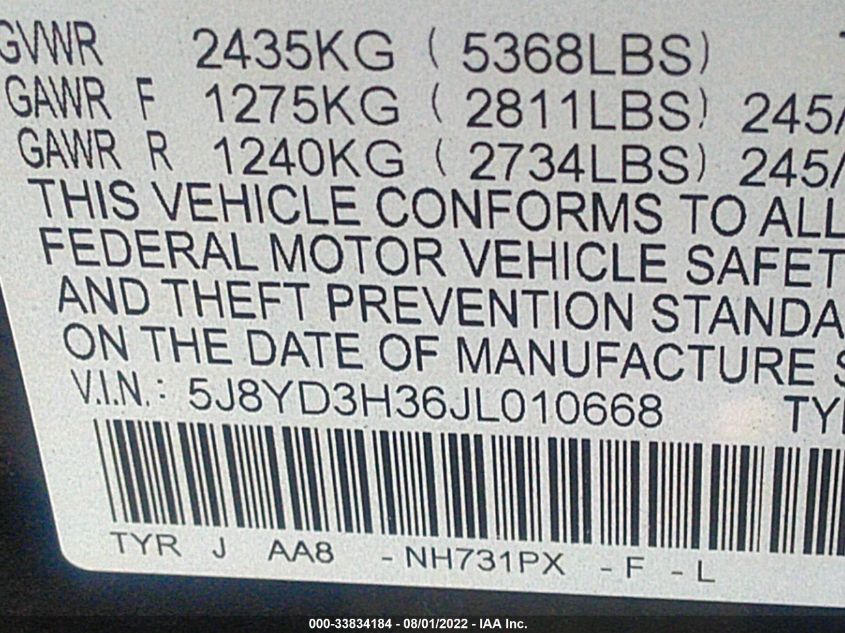 GVWR 2435KG ( 5368LBS)
GAWR F 1275KG ( 2811LBS) 245/
GAWR R 1240KG ( 2734LBS) 245/
THIS VEHICLE CONFORMS TO ALL
FEDERAL MOTOR VEHICLE SAFET
AND THEFT PREVENTION STANDA
ON THE DATE OF MANUFACTURE S
V.I.N.: 5J8YD3H36JL010668 TY
TYR J AA8 -NH731PX -F -L
000-33834184 - 08/01/2022 - IAA Inc.